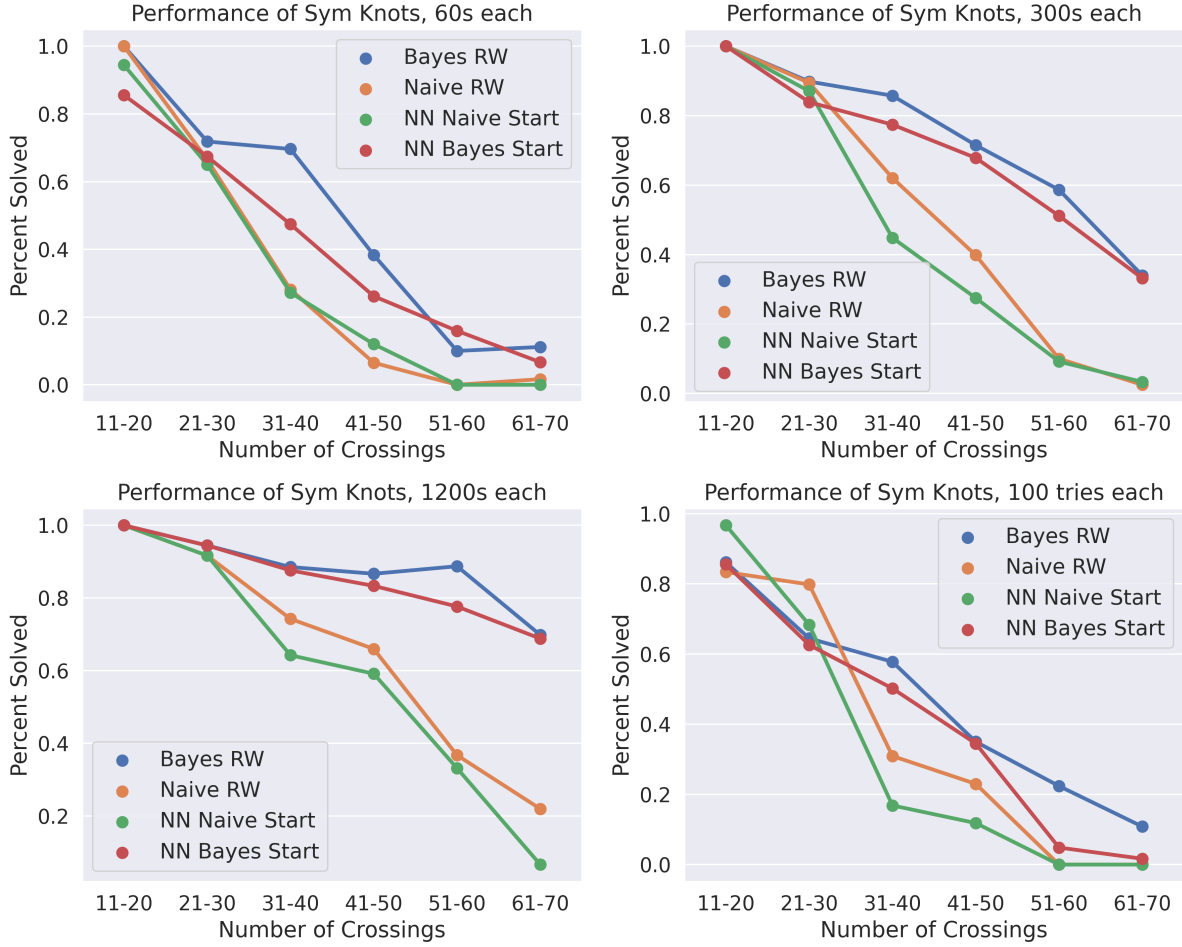 Performance of Sym Knots, 60s each
Percent Solved
1.0
0.8
0.6
0.4
0.2
0.0
Bayes RW
Naive RW
NN Naive Start
NN Bayes Start
11-20 21-30 31-40 41-50 51-60 61-70
Number of Crossings
Performance of Sym Knots, 300s each
Percent Solved
1.0
0.8
0.6
0.4
0.2
0.0
Bayes RW
Naive RW
NN Naive Start
NN Bayes Start
11-20 21-30 31-40 41-50 51-60 61-70
Number of Crossings
Performance of Sym Knots, 1200s each
Percent Solved
1.0
0.8
0.6
0.4
0.2
Bayes RW
Naive RW
NN Naive Start
NN Bayes Start
11-20 21-30 31-40 41-50 51-60 61-70
Number of Crossings
Performance of Sym Knots, 100 tries each
Percent Solved
1.0
0.8
0.6
0.4
0.2
0.0
Bayes RW
Naive RW
NN Naive Start
NN Bayes Start
11-20 21-30 31-40 41-50 51-60 61-70
Number of Crossings